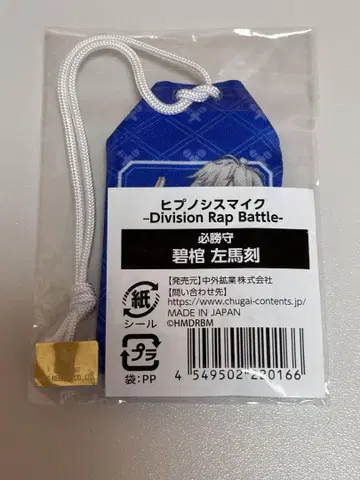 ヒプノシスマイク
-Division Rap Battle-
必勝守
碧棺 左馬刻
紙
シール
【発売元】中外鉱業株式会社
【問い合わせ先】
https://www.chugai-contents.jp/
MADE IN JAPAN
©HMDRBM
プラ
袋:PP
4 549502 220166